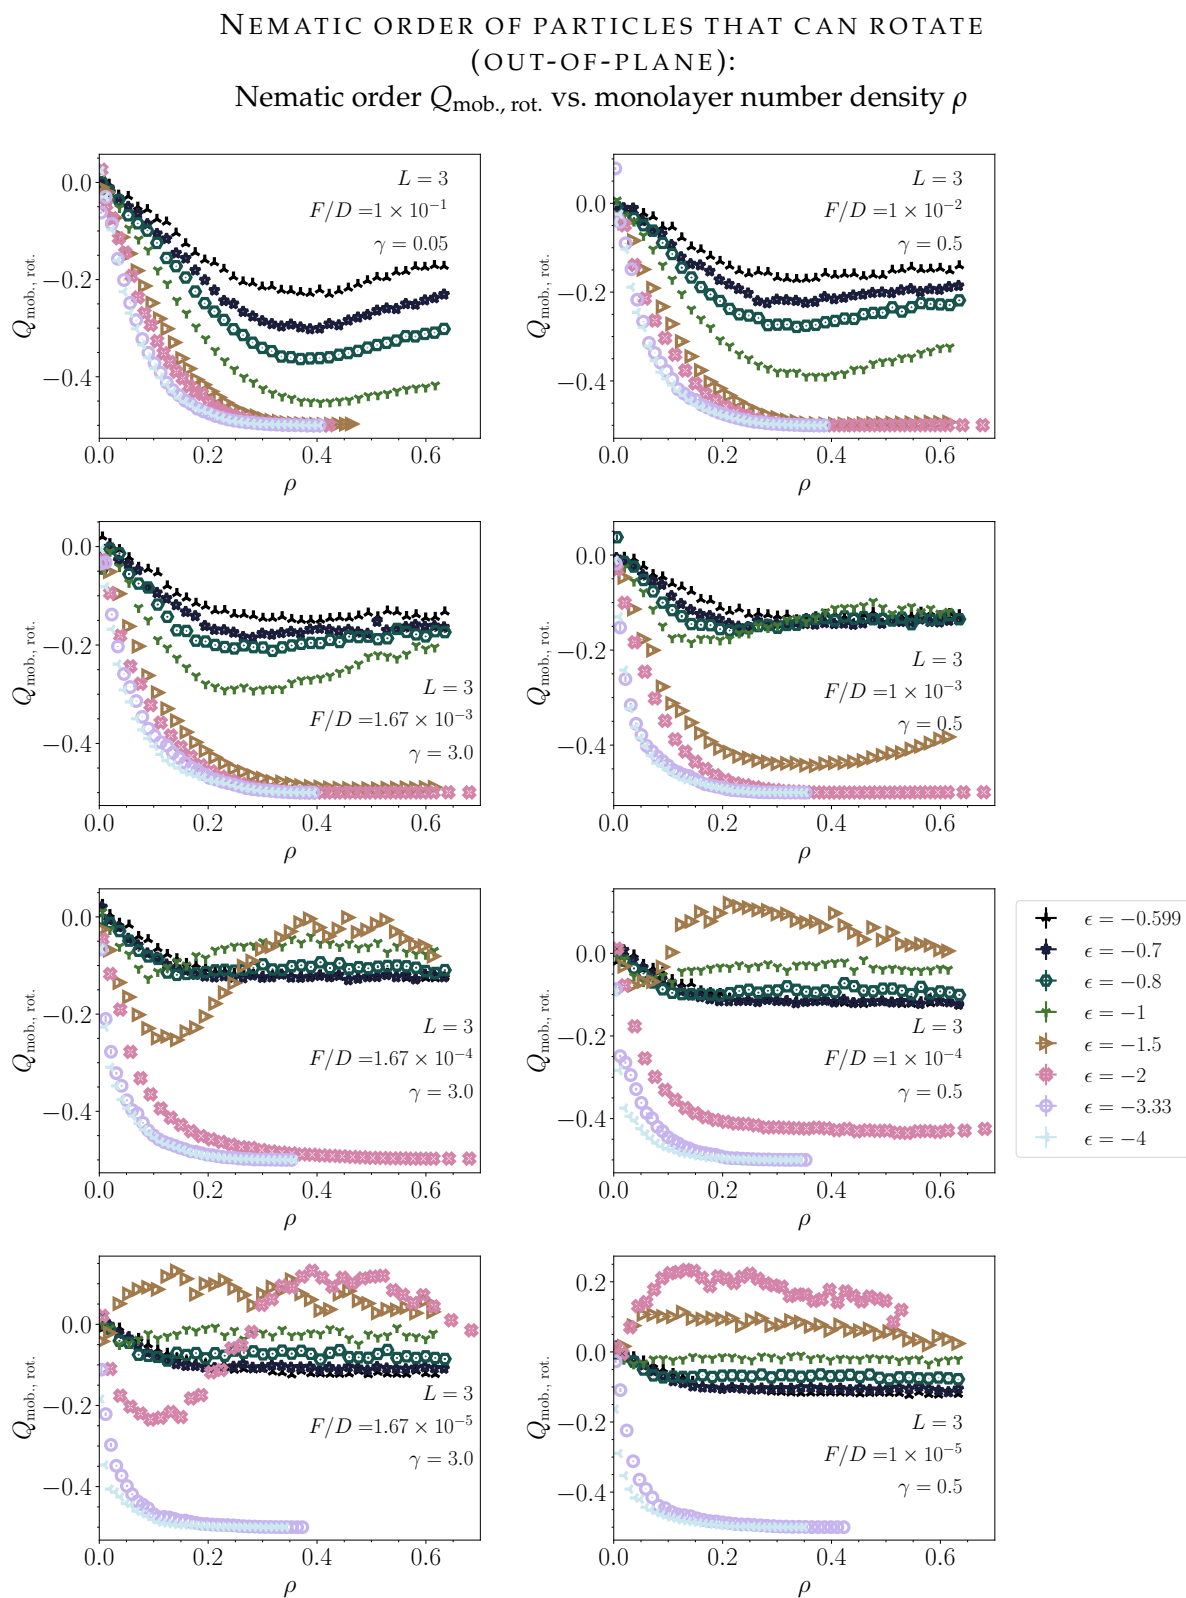 NEMATIC ORDER OF PARTICLES THAT CAN ROTATE
(OUT-OF-PLANE):
Nematic order Q_mob., rot. vs. monolayer number density ρ
0.0
−0.2
−0.4
Q_mob., rot.
L = 3
F/D =1 × 10^−1
γ = 0.05
0.0 0.2 0.4 0.6
ρ
0.0
−0.2
−0.4
Q_mob., rot.
L = 3
F/D =1 × 10^−2
γ = 0.5
0.0 0.2 0.4 0.6
ρ
0.0
−0.2
−0.4
Q_mob., rot.
L = 3
F/D =1.67 × 10^−3
γ = 3.0
0.0 0.2 0.4 0.6
ρ
0.0
−0.2
−0.4
Q_mob., rot.
L = 3
F/D =1 × 10^−3
γ = 0.5
0.0 0.2 0.4 0.6
ρ
0.0
−0.2
−0.4
Q_mob., rot.
L = 3
F/D =1.67 × 10^−4
γ = 3.0
0.0 0.2 0.4 0.6
ρ
0.0
−0.2
−0.4
Q_mob., rot.
L = 3
F/D =1 × 10^−4
γ = 0.5
0.0 0.2 0.4 0.6
ρ
ϵ = −0.599
ϵ = −0.7
ϵ = −0.8
ϵ = −1
ϵ = −1.5
ϵ = −2
ϵ = −3.33
ϵ = −4
0.0
−0.2
−0.4
Q_mob., rot.
L = 3
F/D =1.67 × 10^−5
γ = 3.0
0.0 0.2 0.4 0.6
ρ
0.2
0.0
−0.2
−0.4
Q_mob., rot.
L = 3
F/D =1 × 10^−5
γ = 0.5
0.0 0.2 0.4 0.6
ρ